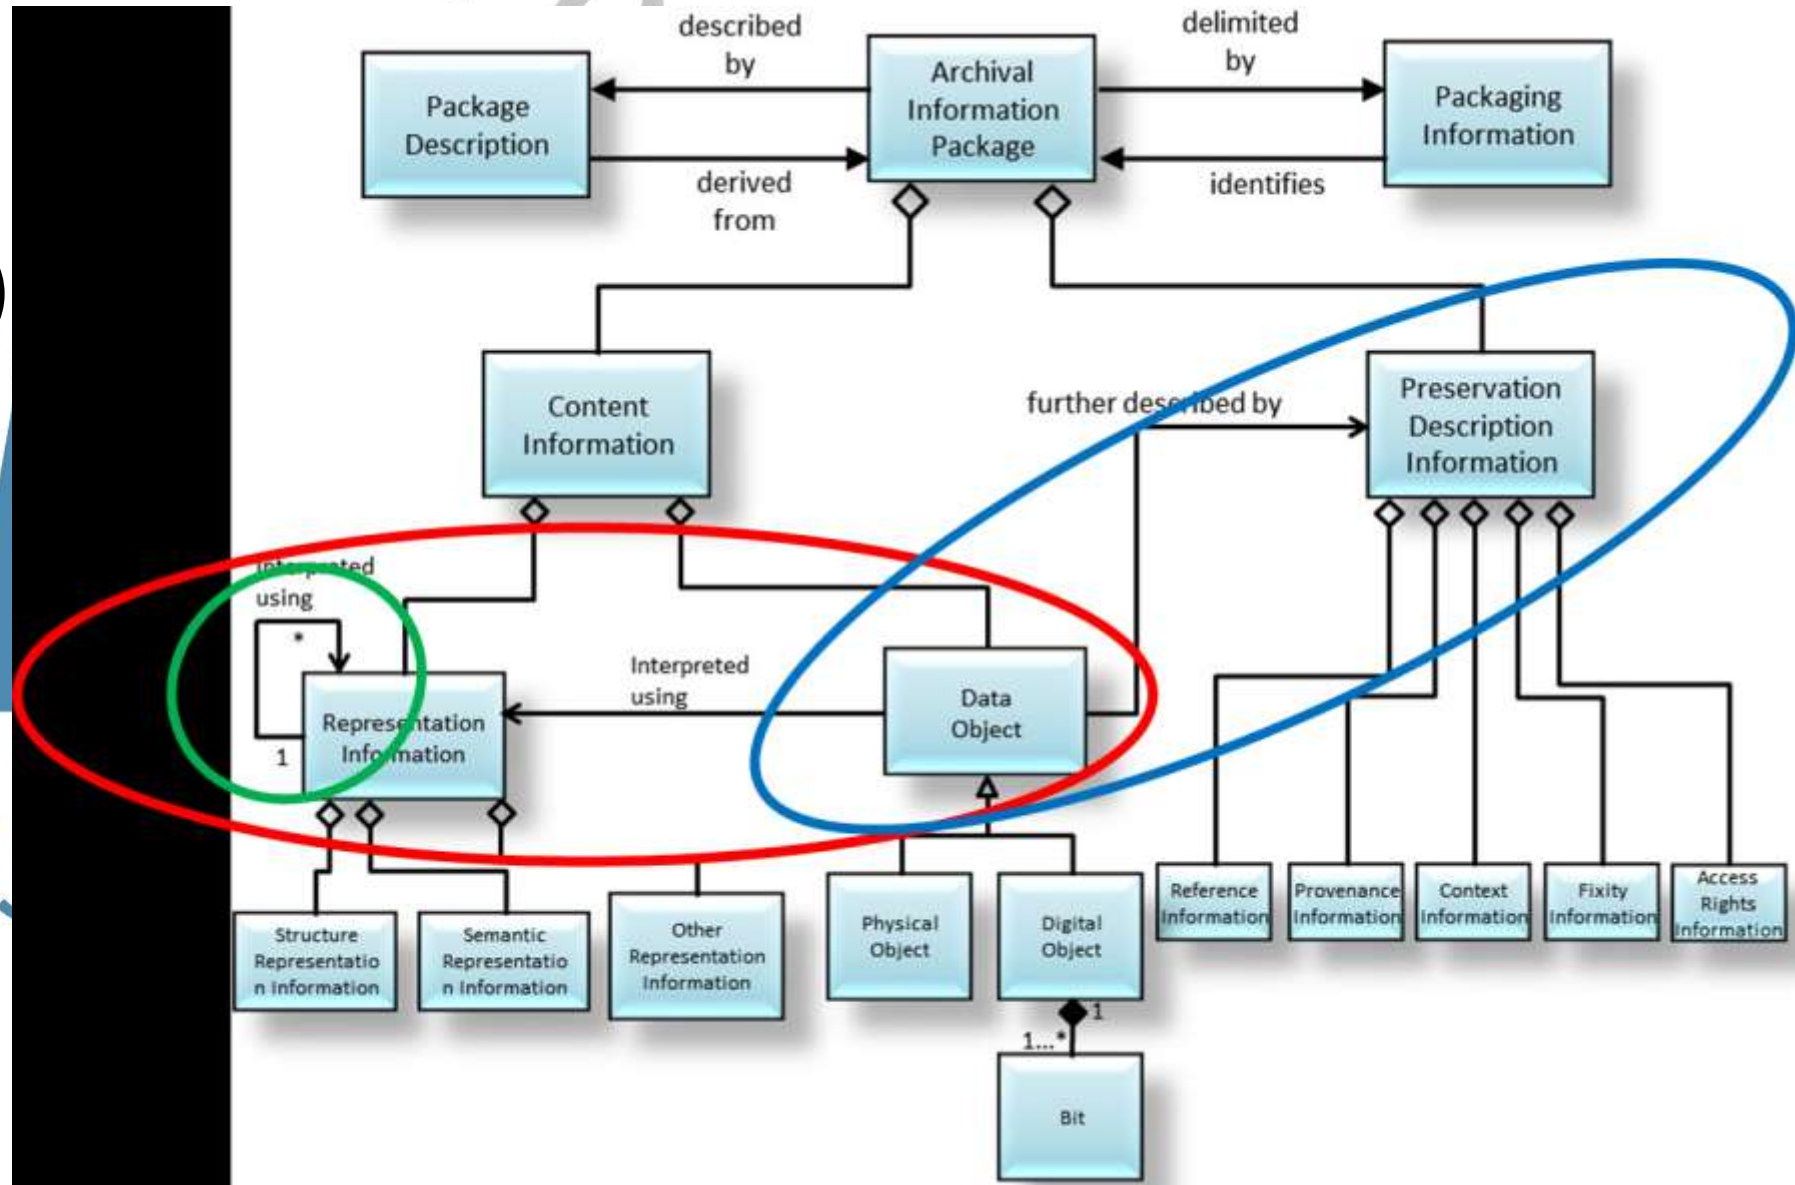 described
by
delimited
by
Package
Description
Archival
Information
Package
Packaging
Information
derived
from
identifies
Content
Information
further described by
Preservation
Description
Information
Interpreted
using
*
1
Representation
Information
Interpreted
using
Data
Object
Structure
Representatio
n Information
Semantic
Representatio
n Information
Other
Representation
Information
Physical
Object
Digital
Object
Reference
Information
Provenance
Information
Context
Information
Fixity
Information
Access
Rights
Information
1
1...*
Bit